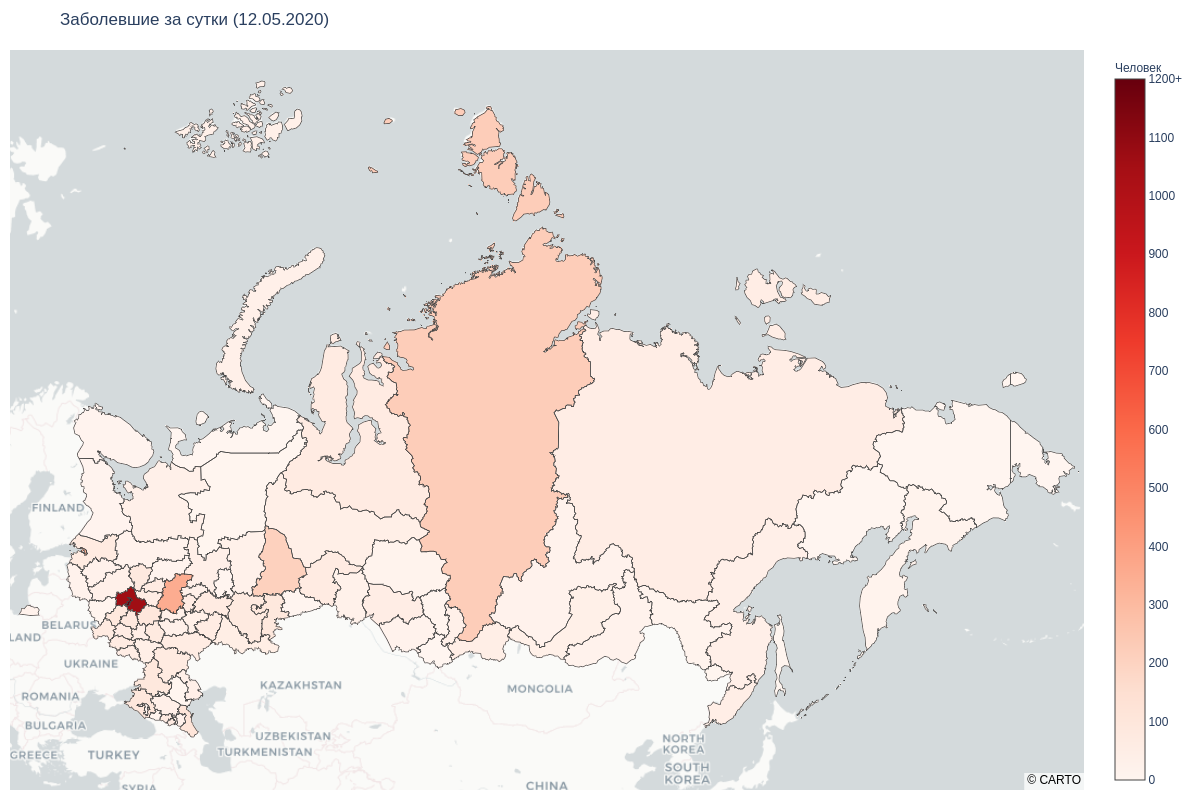 Заболевшие за сутки (12.05.2020)
Человек
1200+
1100
1000
900
800
700
600
500
400
300
200
100
0
FINLAND
BELARUS
LAND
UKRAINE
ROMANIA
BULGARIA
GREECE
TURKEY
SYRIA
KAZAKHSTAN
UZBEKISTAN
TURKMENISTAN
MONGOLIA
CHINA
NORTH
KOREA
SOUTH
KOREA
© CARTO